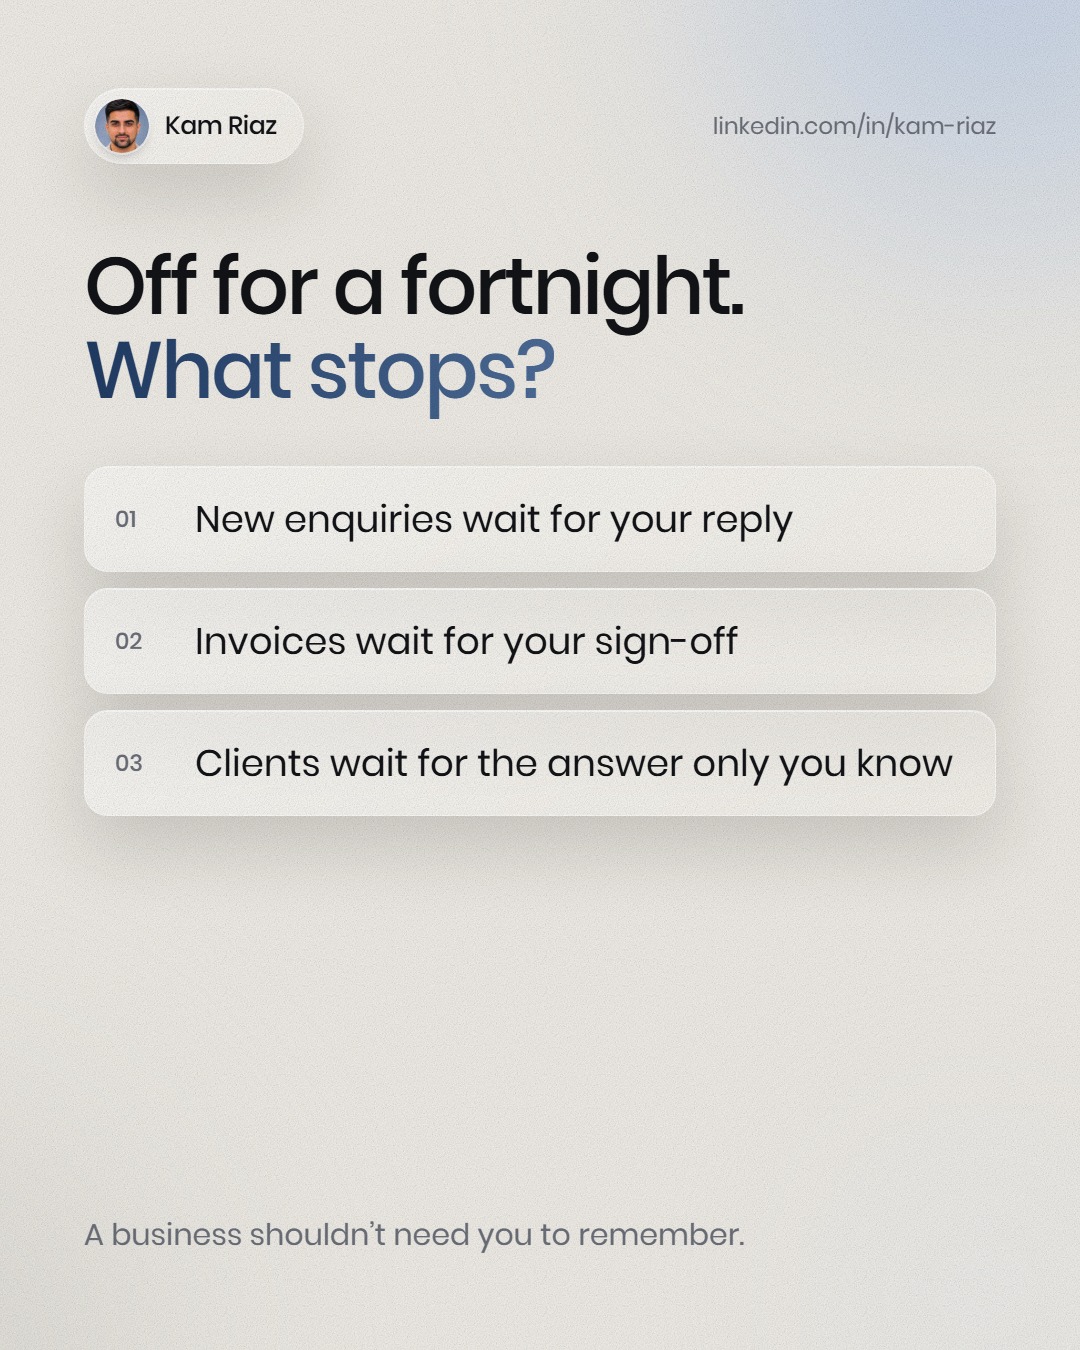 Kam Riaz
linkedin.com/in/kam-riaz
Off for a fortnight.
What stops?
01 New enquiries wait for your reply
02 Invoices wait for your sign-off
03 Clients wait for the answer only you know
A business shouldn’t need you to remember.